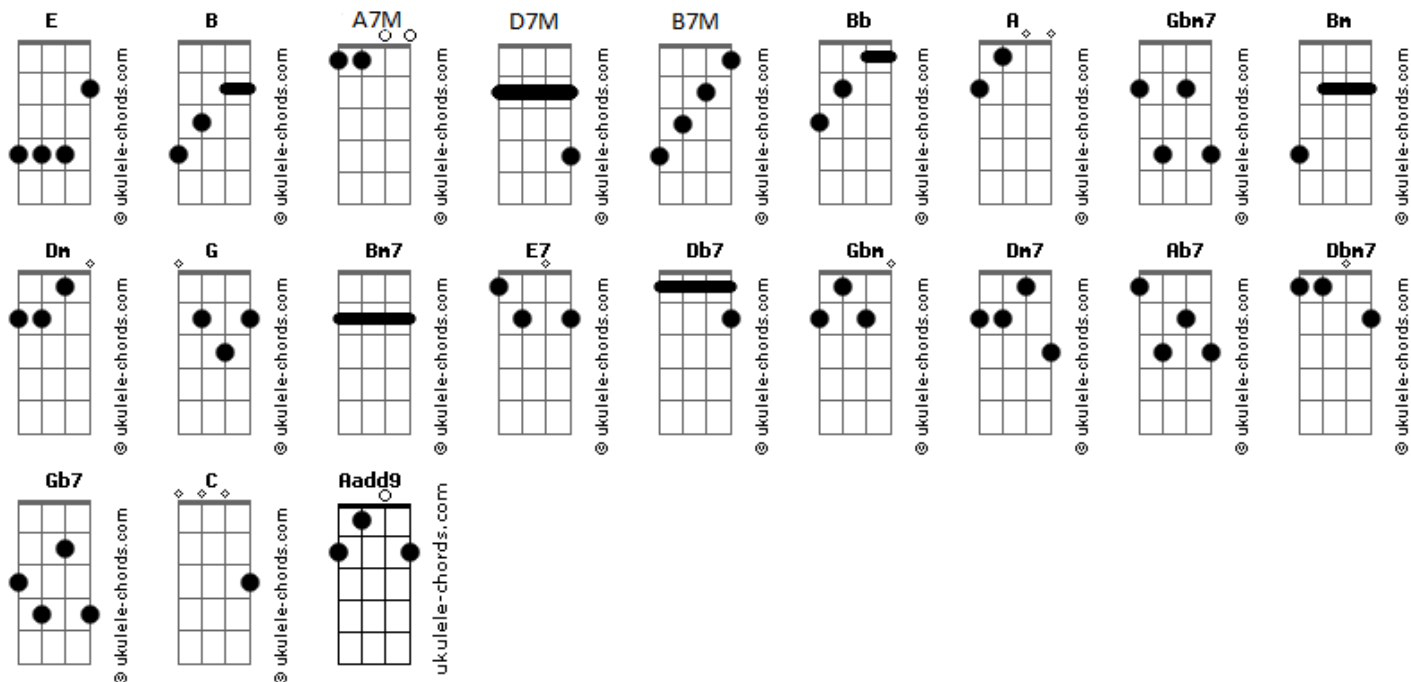 E B A7M D7M B7M Bb A Gbm7 Bm
© ukulele-chords.com © ukulele-chords.com © ukulele-chords.com © ukulele-chords.com © ukulele-chords.com © ukulele-chords.com © ukulele-chords.com © ukulele-chords.com © ukulele-chords.com
Dm G Bm7 E7 Db7 Gbm Dm7 Ab7 Dbm7
© ukulele-chords.com © ukulele-chords.com © ukulele-chords.com © ukulele-chords.com © ukulele-chords.com © ukulele-chords.com © ukulele-chords.com © ukulele-chords.com © ukulele-chords.com
Gb7 C Aadd9
© ukulele-chords.com © ukulele-chords.com ukulele-chords.com